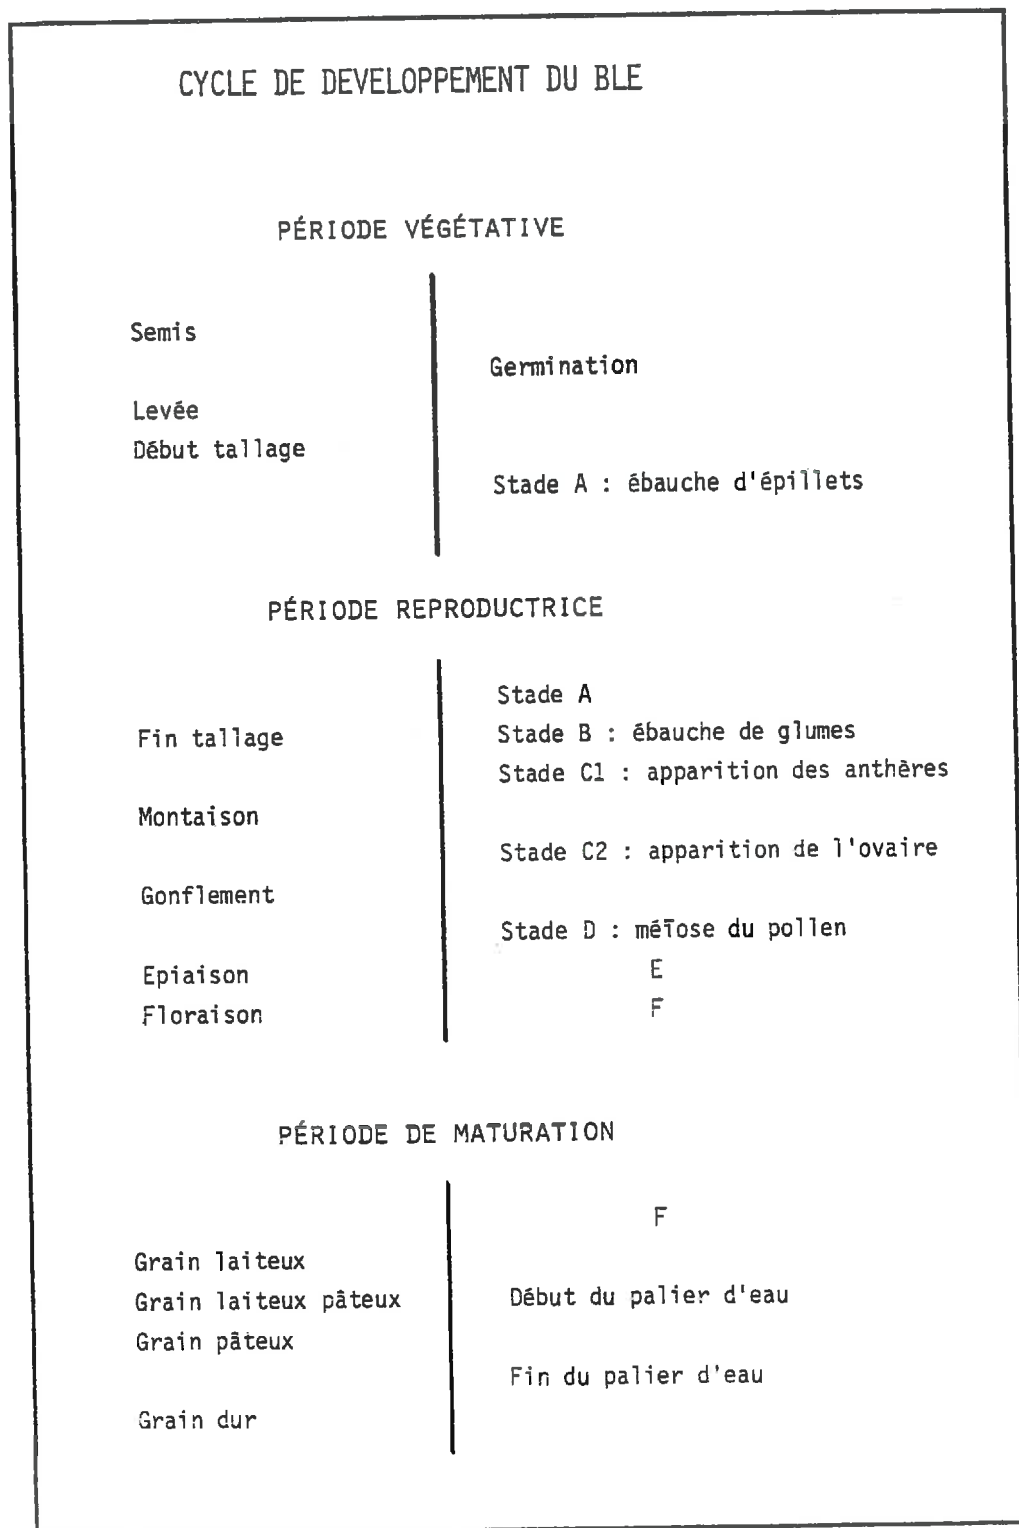 CYCLE DE DEVELOPPEMENT DU BLE
PÉRIODE VÉGÉTATIVE
Semis
Germination
Levée
Début tallage
Stade A : ébauche d'épillets
PÉRIODE REPRODUCTRICE
Stade A
Fin tallage
Stade B : ébauche de glumes
Stade C1 : apparition des anthères
Montaison
Stade C2 : apparition de l'ovaire
Gonflement
Stade D : méïose du pollen
Epiaison
E
Floraison
F
PÉRIODE DE MATURATION
F
Grain laiteux
Grain laiteux pâteux
Début du palier d'eau
Grain pâteux
Fin du palier d'eau
Grain dur